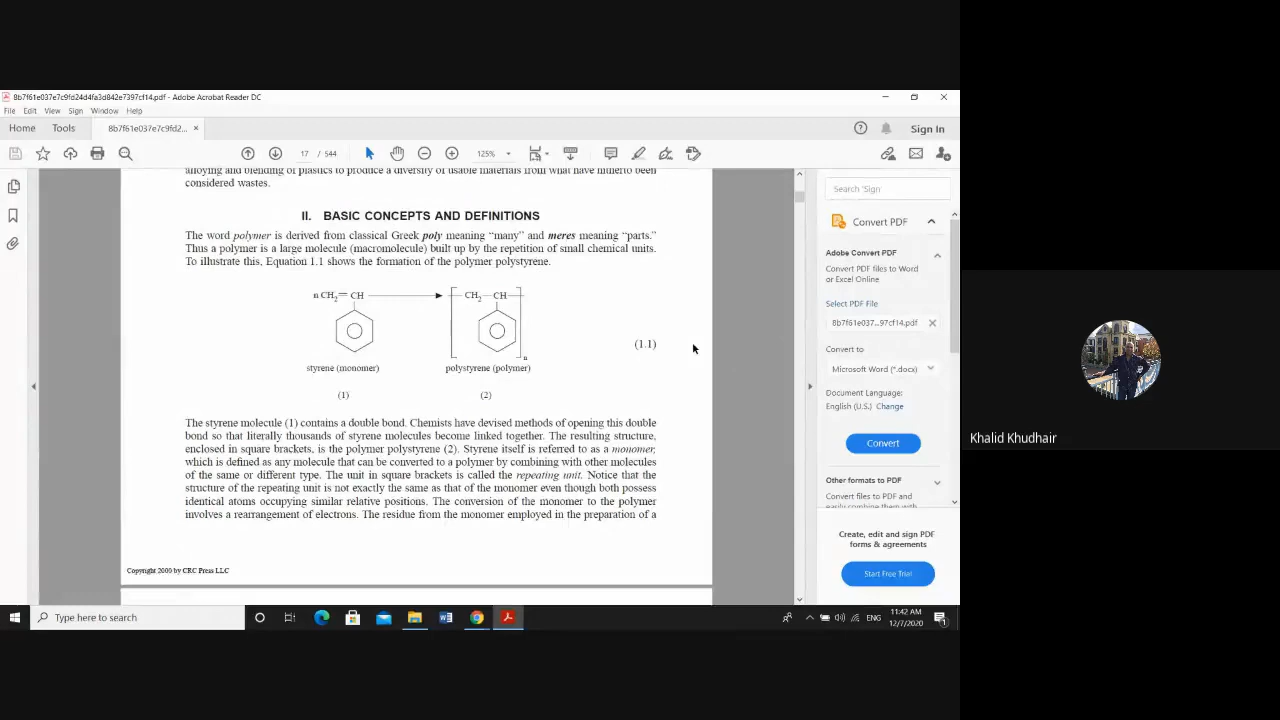 8b7f61e037e7c9fd24d4fa3d842e7397cf14.pdf - Adobe Acrobat Reader DC
File Edit View Sign Window Help
Home Tools 8b7f61e037e7c9fd2... × Sign In
17 / 544 125%
alloying and blending of plastics to produce a diversity of usable materials from what have hitherto been
considered wastes.
II. BASIC CONCEPTS AND DEFINITIONS
The word polymer is derived from classical Greek poly meaning “many” and meres meaning “parts.”
Thus a polymer is a large molecule (macromolecule) built up by the repetition of small chemical units.
To illustrate this, Equation 1.1 shows the formation of the polymer polystyrene.
n CH2 CH CH2 CH
n
(1.1)
styrene (monomer) polystyrene (polymer)
(1) (2)
The styrene molecule (1) contains a double bond. Chemists have devised methods of opening this double
bond so that literally thousands of styrene molecules become linked together. The resulting structure,
enclosed in square brackets, is the polymer polystyrene (2). Styrene itself is referred to as a monomer,
which is defined as any molecule that can be converted to a polymer by combining with other molecules
of the same or different type. The unit in square brackets is called the repeating unit. Notice that the
structure of the repeating unit is not exactly the same as that of the monomer even though both possess
identical atoms occupying similar relative positions. The conversion of the monomer to the polymer
involves a rearrangement of electrons. The residue from the monomer employed in the preparation of a
Copyright 2000 by CRC Press LLC
Search 'Sign
Convert PDF
Adobe Convert PDF
Convert PDF files to Word
or Excel Online
Select PDF File
8b7f61e037...97cf14.pdf
Convert to
Microsoft Word (*.docx)
Document Language:
English (U.S.) Change
Convert
Other formats to PDF
Convert files to PDF and
easily combine them with
Create, edit and sign PDF
forms & agreements
Start Free Trial
Type here to search
ENG
11:42 AM
12/7/2020
Khalid Khudhair